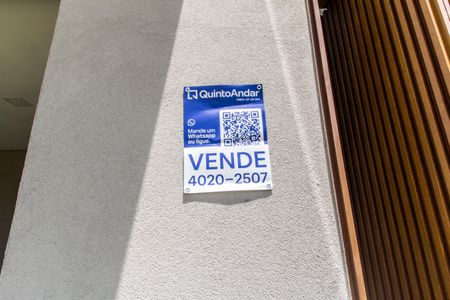 QuintoAndar
Mande um
Whatsapp
ou ligue.
VENDE
4020-2507